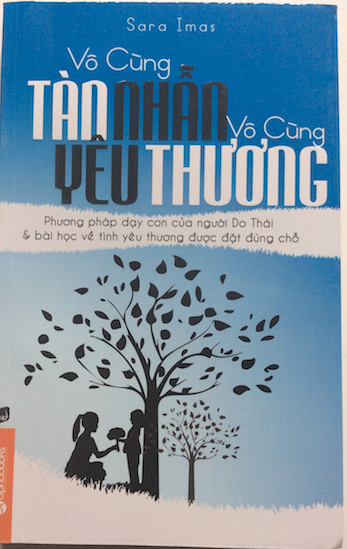 Sara Imas
Vô Cùng
TÀN NHẪN
Vô Cùng
YÊU THƯƠNG
Phương pháp dạy con của người Do Thái
& bài học về tình yêu thương được đặt đúng chỗ
alphabooks